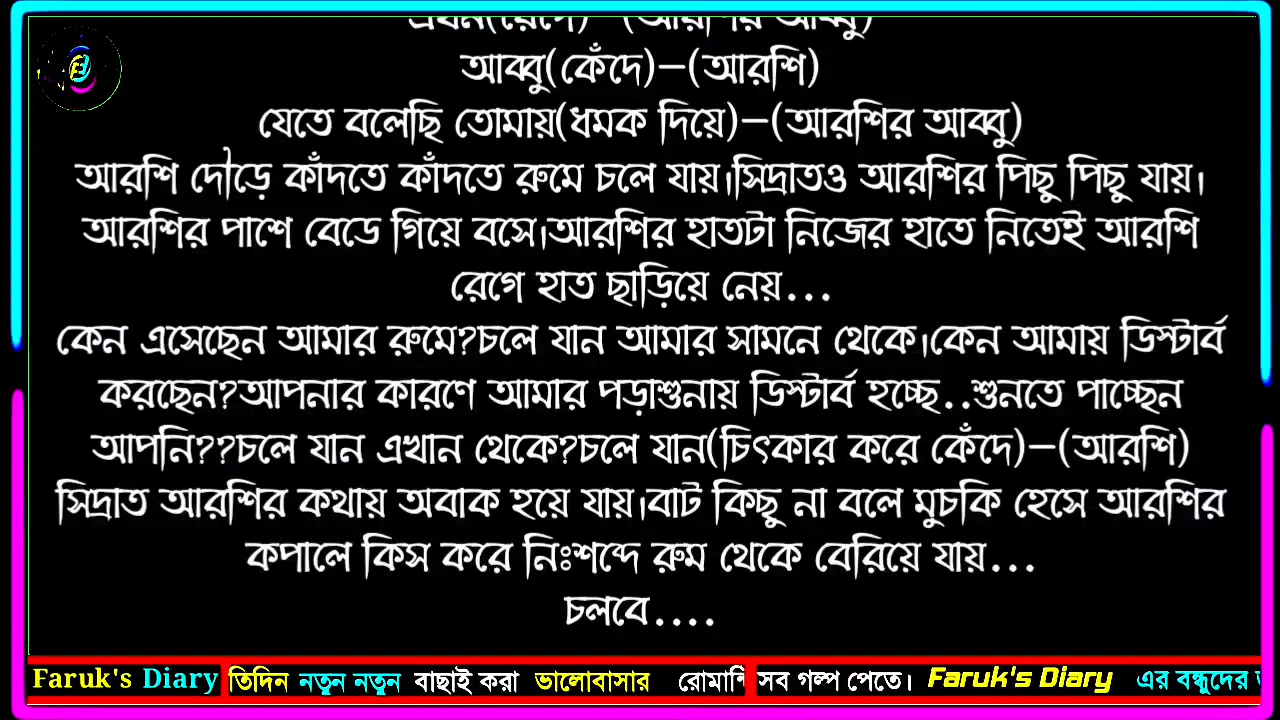 আব্বু(কেঁদে)–(আরশি)
যেতে বলেছি তোমায়(ধমক দিয়ে)–(আরশির আব্বু)
আরশি দৌড়ে কাঁদতে কাঁদতে রুমে চলে যায়।সিদ্রাতও আরশির পিছু পিছু যায়।
আরশির পাশে বেডে গিয়ে বসে।আরশির হাতটা নিজের হাতে নিতেই আরশি
রেগে হাত ছাড়িয়ে নেয়...
কেন এসেছেন আমার রুমে?চলে যান আমার সামনে থেকে।কেন আমায় ডিস্টার্ব
করছেন?আপনার কারণে আমার পড়াশুনায় ডিস্টার্ব হচ্ছে..শুনতে পাচ্ছেন
আপনি??চলে যান এখান থেকে?চলে যান(চিৎকার করে কেঁদে)–(আরশি)
সিদ্রাত আরশির কথায় অবাক হয়ে যায়।বাট কিছু না বলে মুচকি হেসে আরশির
কপালে কিস করে নিঃশব্দে রুম থেকে বেরিয়ে যায়...
চলবে....
Faruk's Diary তিদিন নতুন নতুন বাছাই করা ভালোবাসার সব গল্প পেতে। Faruk's Diary এর বন্ধুদের